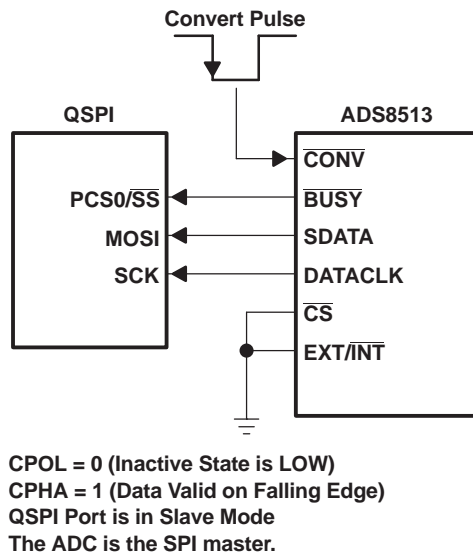 Convert Pulse
QSPI
ADS8513
CONV
PCS0/SS
BUSY
MOSI
SDATA
SCK
DATACLK
CS
EXT/INT
CPOL = 0 (Inactive State is LOW)
CPHA = 1 (Data Valid on Falling Edge)
QSPI Port is in Slave Mode
The ADC is the SPI master.